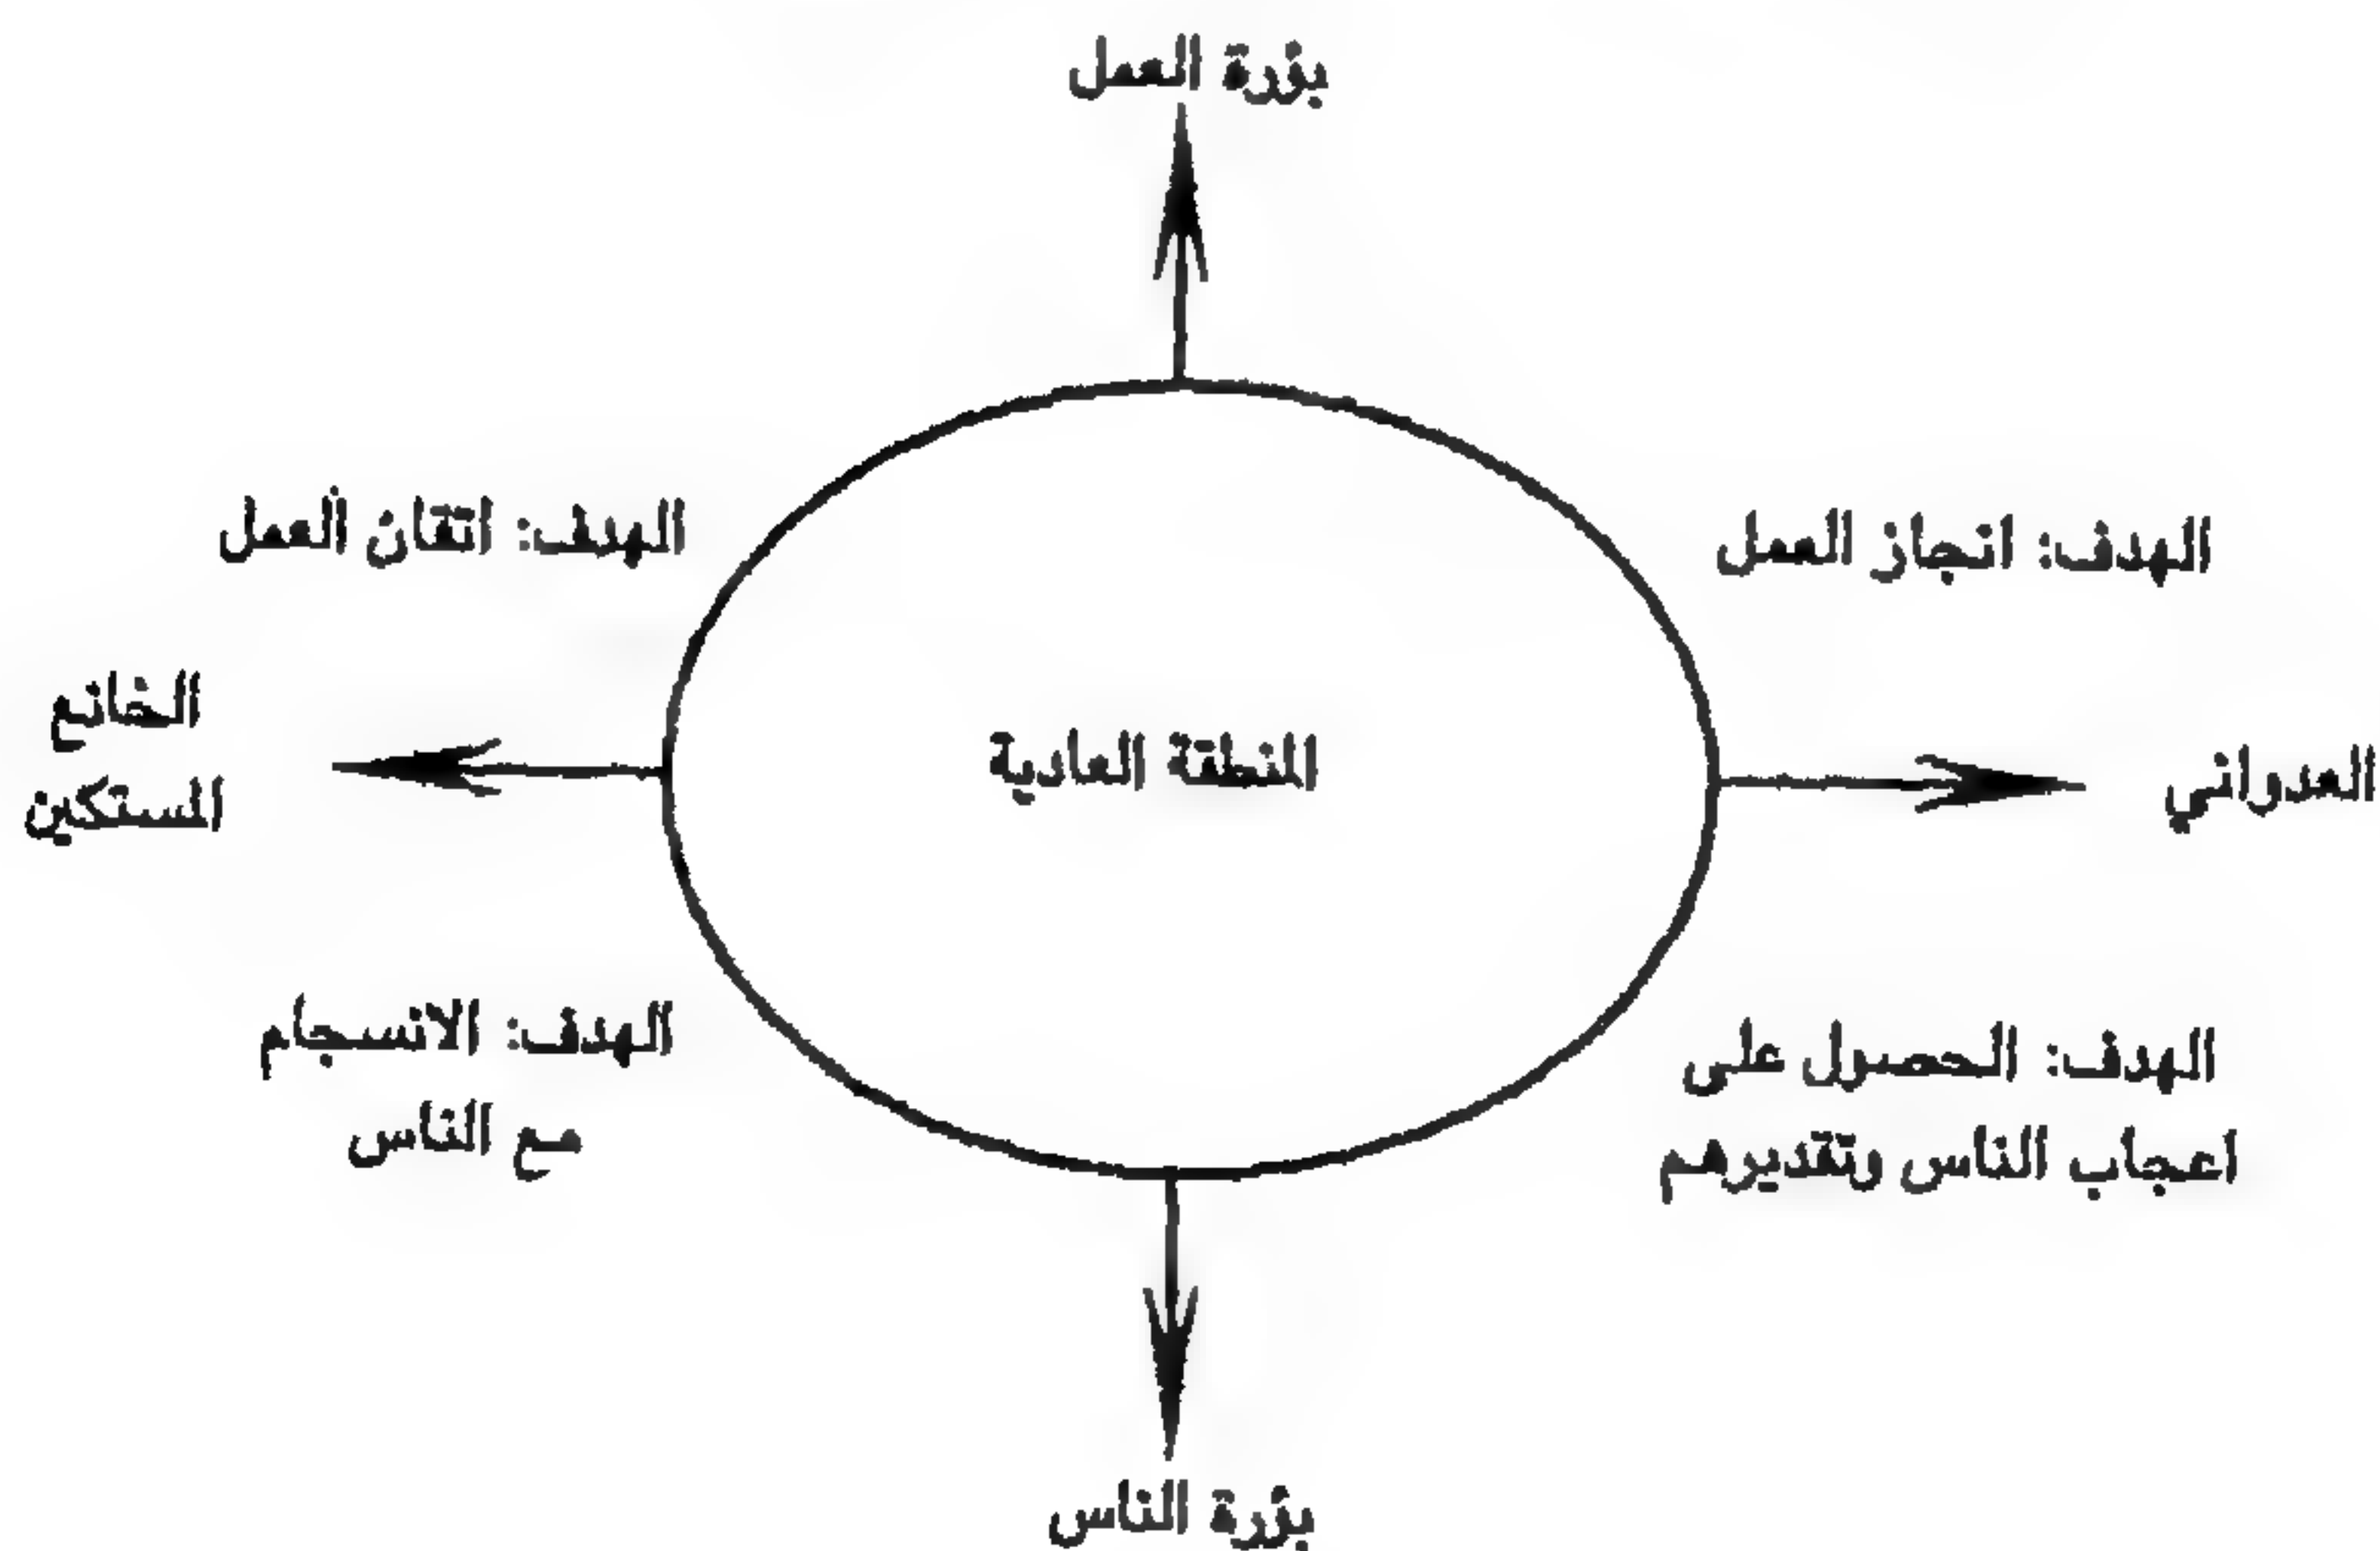 بؤرة العمل
الهدف: انجاز العمل
الهدف: اتقان العمل
العدواني
المنطقة العادية
الخانع
المستكين
الهدف: الحصول على
اعجاب الناس وتقديرهم
الهدف: الانسجام
مع الناس
بؤرة الناس